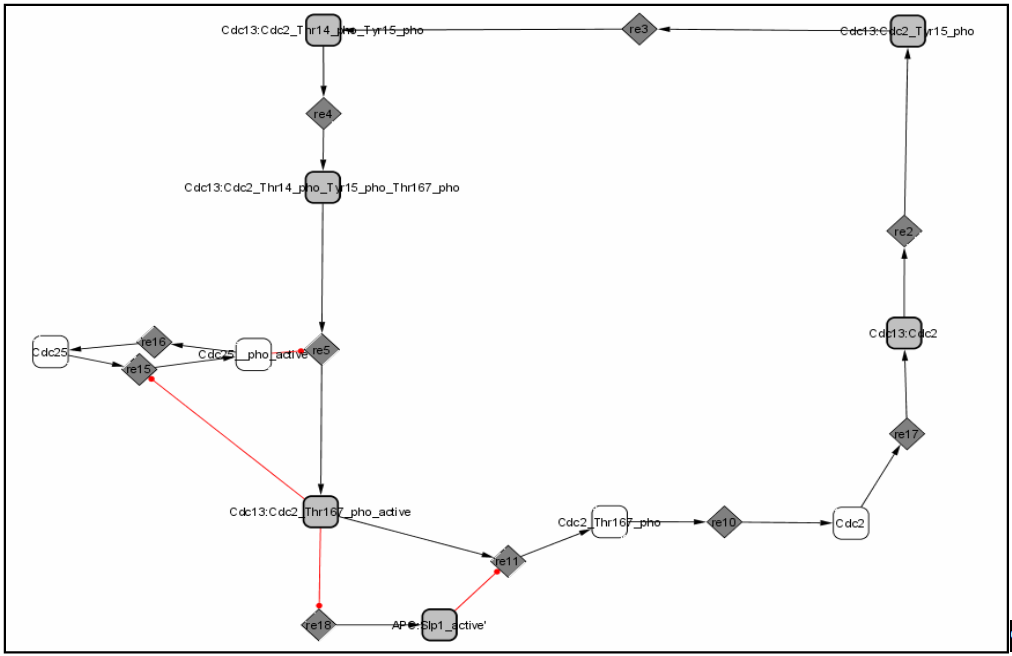 Cdc13:Cdc2_Thr14_pho_Tyr15_pho
re3
Cdc13:Cdc2_Tyr15_pho
re4
Cdc13:Cdc2_Thr14_pho_Tyr15_pho_Thr167_pho
re2
Cdc13:Cdc2
re16
Cdc25
Cdc25__pho_active
re5
re15
re17
Cdc13:Cdc2_Thr167_pho_active
Cdc2_Thr167_pho
re10
Cdc2
re11
re18
APC:Slp1_active'